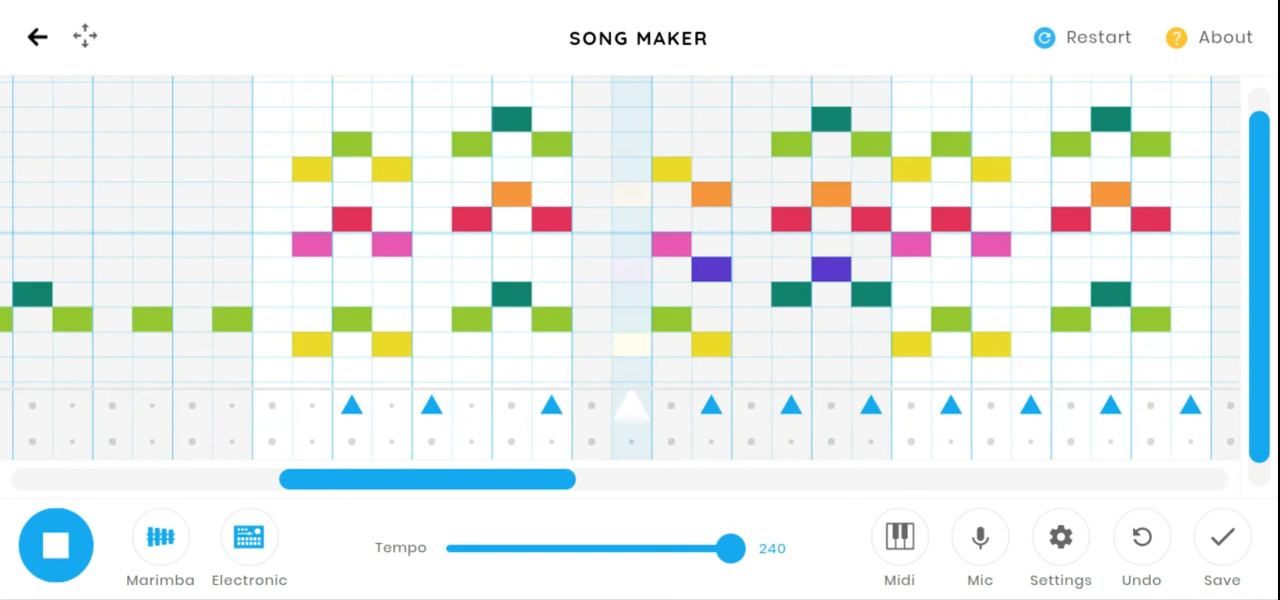 SONG MAKER
Restart
? About
Tempo
240
Marimba
Electronic
Midi
Mic
Settings
Undo
Save